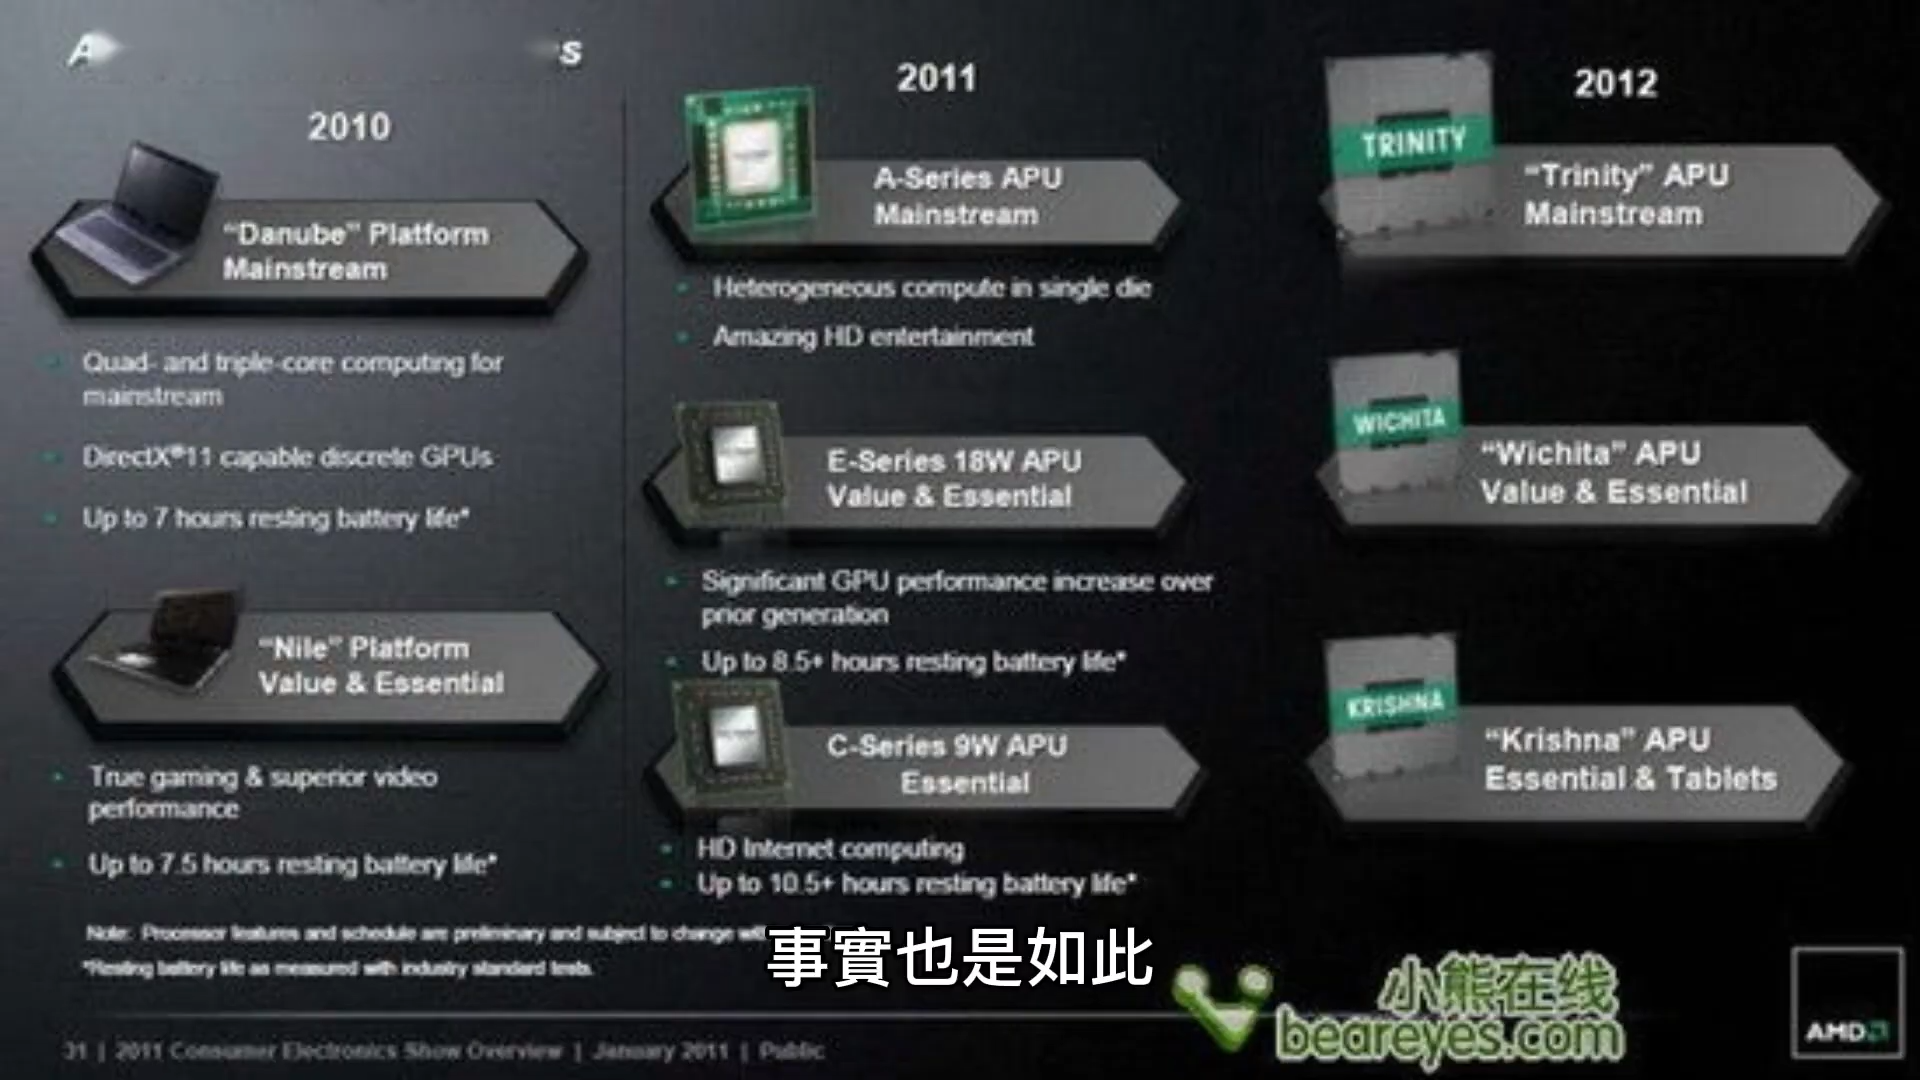 2010
"Danube" Platform
Mainstream
Quad- and triple-core computing for
mainstream
DirectX®11 capable discrete GPUs
Up to 7 hours resting battery life*
"Nile" Platform
Value & Essential
True gaming & superior video
performance
Up to 7.5 hours resting battery life*
2011
A-Series APU
Mainstream
Heterogeneous compute in single die
Amazing HD entertainment
E-Series 18W APU
Value & Essential
Significant GPU performance increase over
prior generation
Up to 8.5+ hours resting battery life*
C-Series 9W APU
Essential
HD Internet computing
Up to 10.5+ hours resting battery life*
2012
TRINITY
"Trinity" APU
Mainstream
WICHITA
"Wichita" APU
Value & Essential
KRISHNA
"Krishna" APU
Essential & Tablets
Note: Processor features and schedule are preliminary and subject to change
*Resting battery life as measured with industry standard tests.
事實也是如此
小熊在线
beareyes.com
AMD
31 | 2011 Consumer Electronics Show Overview | January 2011 | Public